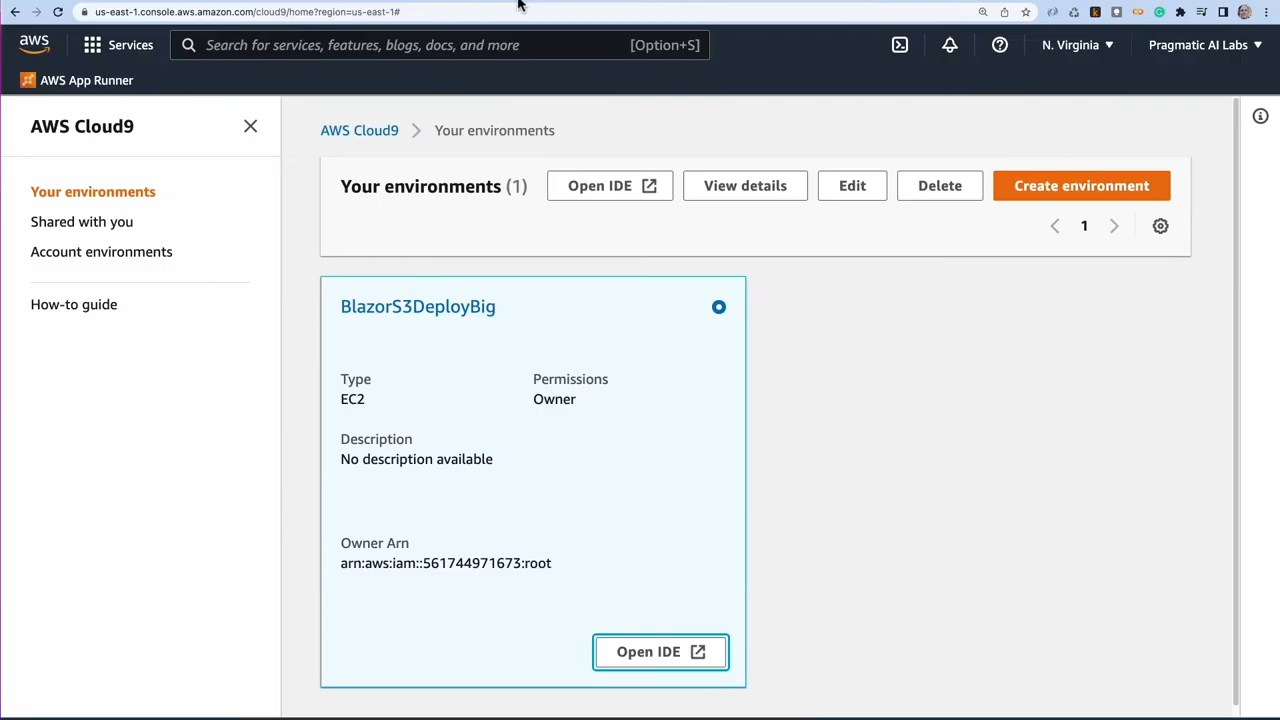 us-east-1.console.aws.amazon.com/cloud9/home?region=us-east-1#
aws
Services
Search for services, features, blogs, docs, and more
[Option+S]
N. Virginia
Pragmatic AI Labs
AWS App Runner
AWS Cloud9
Your environments
Shared with you
Account environments
How-to guide
AWS Cloud9
Your environments
Your environments (1)
Open IDE
View details
Edit
Delete
Create environment
1
BlazorS3DeployBig
Type
EC2
Permissions
Owner
Description
No description available
Owner Arn
arn:aws:iam::561744971673:root
Open IDE